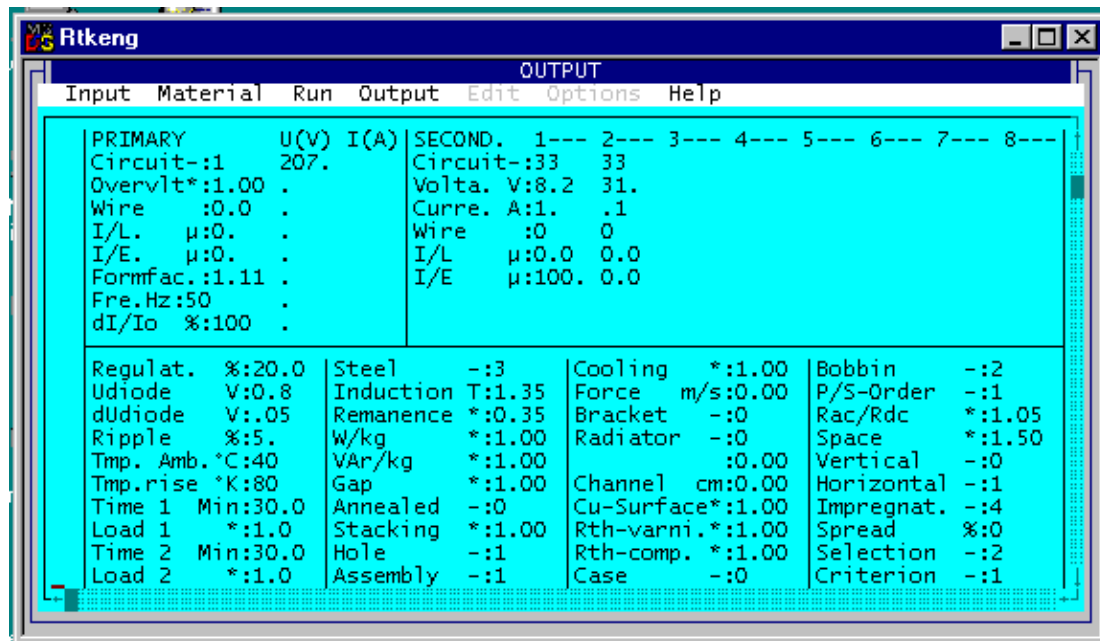 Rtkeng
OUTPUT
Input Material Run Output Edit Options Help
PRIMARY U(V) I(A) SECOND. 1--- 2--- 3--- 4--- 5--- 6--- 7--- 8---
Circuit-:1 207. Circuit-:33 33
Overvlt*:1.00 . Volta. V:8.2 31.
Wire :0.0 . Curre. A:1. .1
I/L. µ:0. . Wire :0 0
I/E. µ:0. . I/L µ:0.0 0.0
Formfac.:1.11 . I/E µ:100. 0.0
Fre.Hz:50 .
dI/Io %:100 .
Regulat. %:20.0 Steel -:3 Cooling *:1.00 Bobbin -:2
Udiode V:0.8 Induction T:1.35 Force m/s:0.00 P/S-Order -:1
dUdiode V:.05 Remanence *:0.35 Bracket -:0 Rac/Rdc *:1.05
Ripple %:5. W/kg *:1.00 Radiator -:0 Space *:1.50
Tmp. Amb.°C:40 VAr/kg *:1.00 :0.00 Vertical -:0
Tmp.rise °K:80 Gap *:1.00 Channel cm:0.00 Horizontal -:1
Time 1 Min:30.0 Annealed -:0 Cu-Surface*:1.00 Impregnat. -:4
Load 1 *:1.0 Stacking *:1.00 Rth-varni.*:1.00 Spread %:0
Time 2 Min:30.0 Hole -:1 Rth-comp. *:1.00 Selection -:2
Load 2 *:1.0 Assembly -:1 Case -:0 Criterion -:1